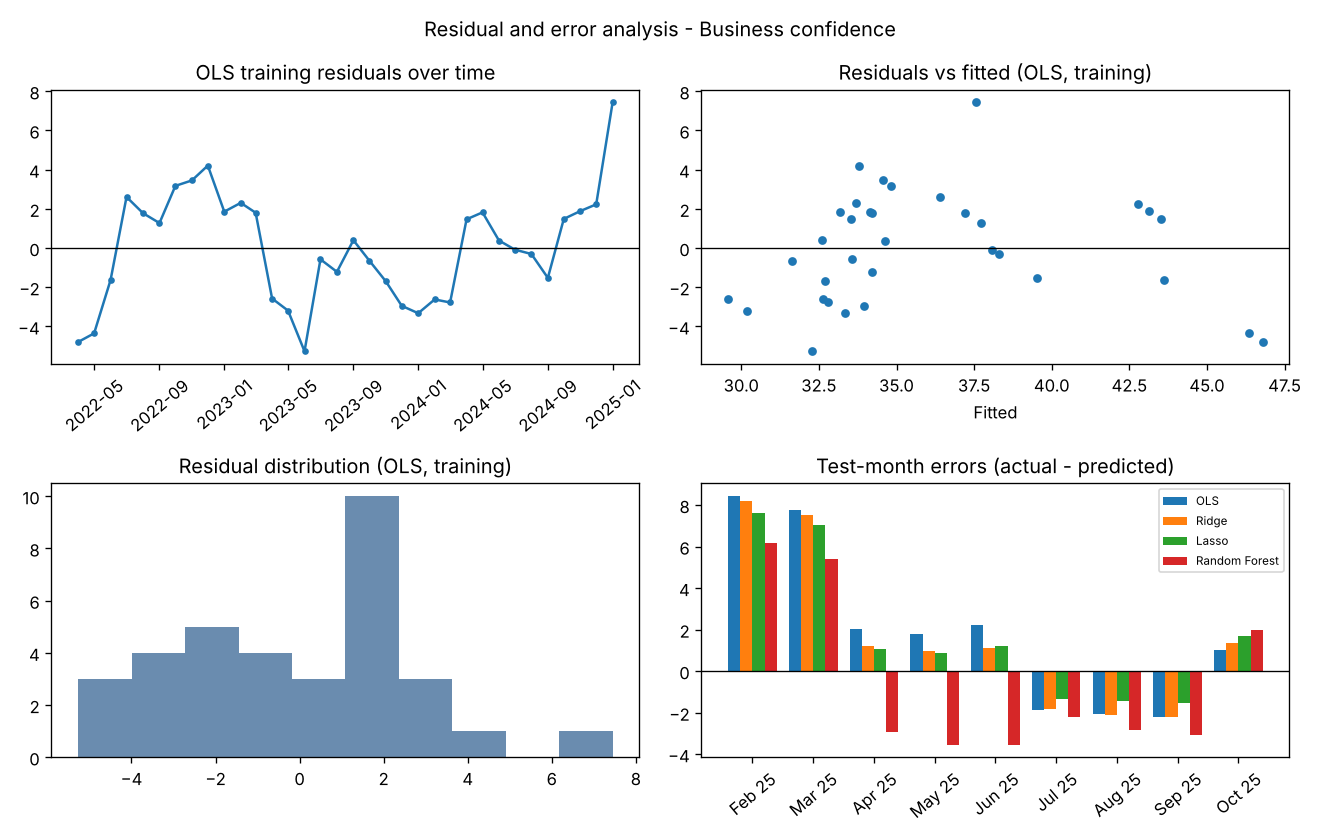 Residual and error analysis - Business confidence
OLS training residuals over time
8
6
4
2
0
−2
−4
2022-05
2022-09
2023-01
2023-05
2023-09
2024-01
2024-05
2024-09
2025-01
Residuals vs fitted (OLS, training)
8
6
4
2
0
−2
−4
30.0
32.5
35.0
37.5
40.0
42.5
45.0
47.5
Fitted
Residual distribution (OLS, training)
10
8
6
4
2
0
−4
−2
0
2
4
6
8
Test-month errors (actual - predicted)
8
6
4
2
0
−2
−4
OLS
Ridge
Lasso
Random Forest
Feb 25
Mar 25
Apr 25
May 25
Jun 25
Jul 25
Aug 25
Sep 25
Oct 25